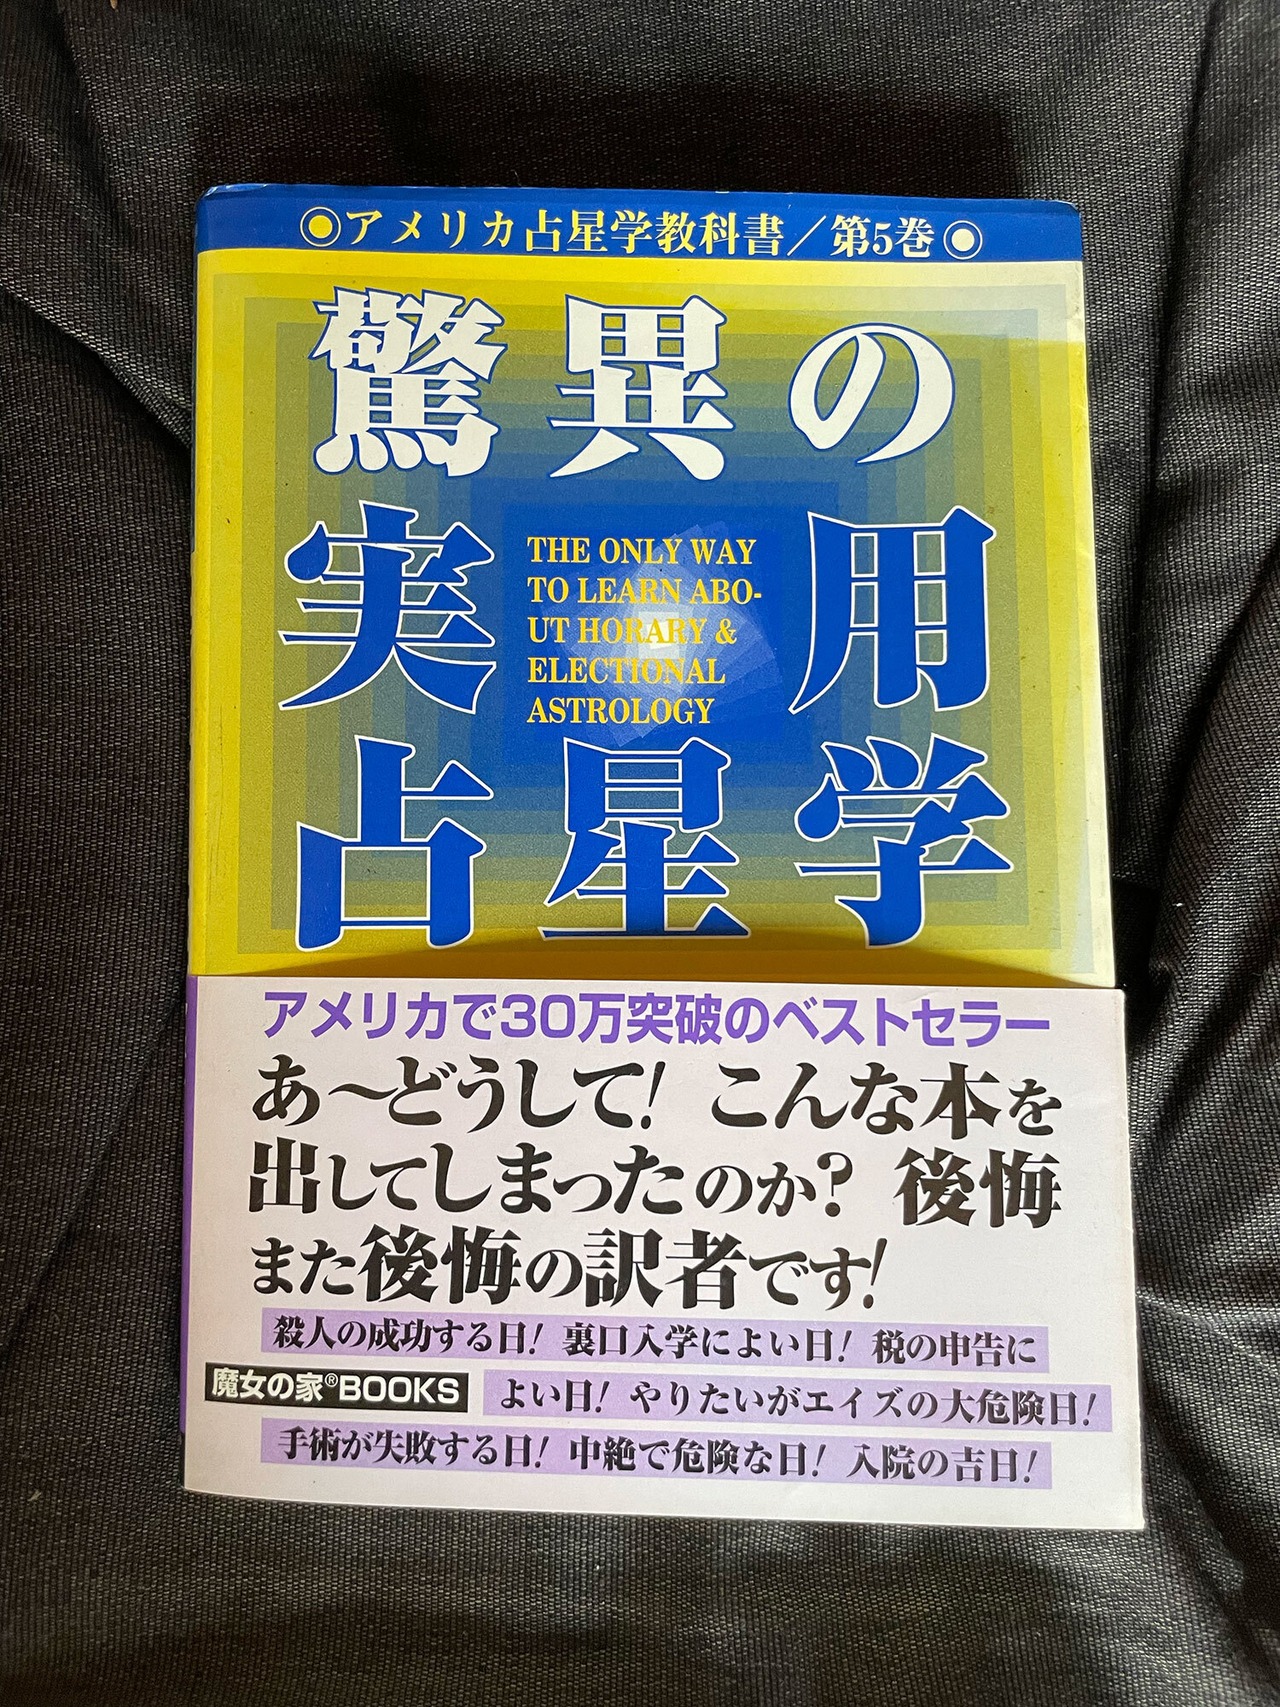 ◉アメリカ占星学教科書／第5巻◉
驚異の
実用
占星学
THE ONLY WAY
TO LEARN ABO-
UT HORARY &
ELECTIONAL
ASTROLOGY
アメリカで30万突破のベストセラー
あ〜どうして! こんな本を
出してしまったのか? 後悔
また後悔の訳者です!
殺人の成功する日! 裏口入学によい日! 税の申告に
よい日! やりたいがエイズの大危険日!
手術が失敗する日! 中絶で危険な日! 入院の吉日!
魔女の家®BOOKS